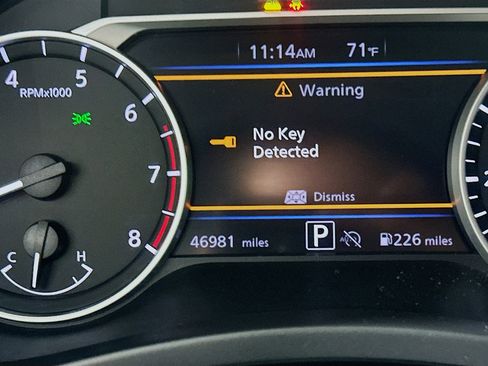 11:14AM 71°F
4 5 6 7 8
RPMx1000
Warning
No Key
Detected
Dismiss
46981 miles P 226 miles
C H